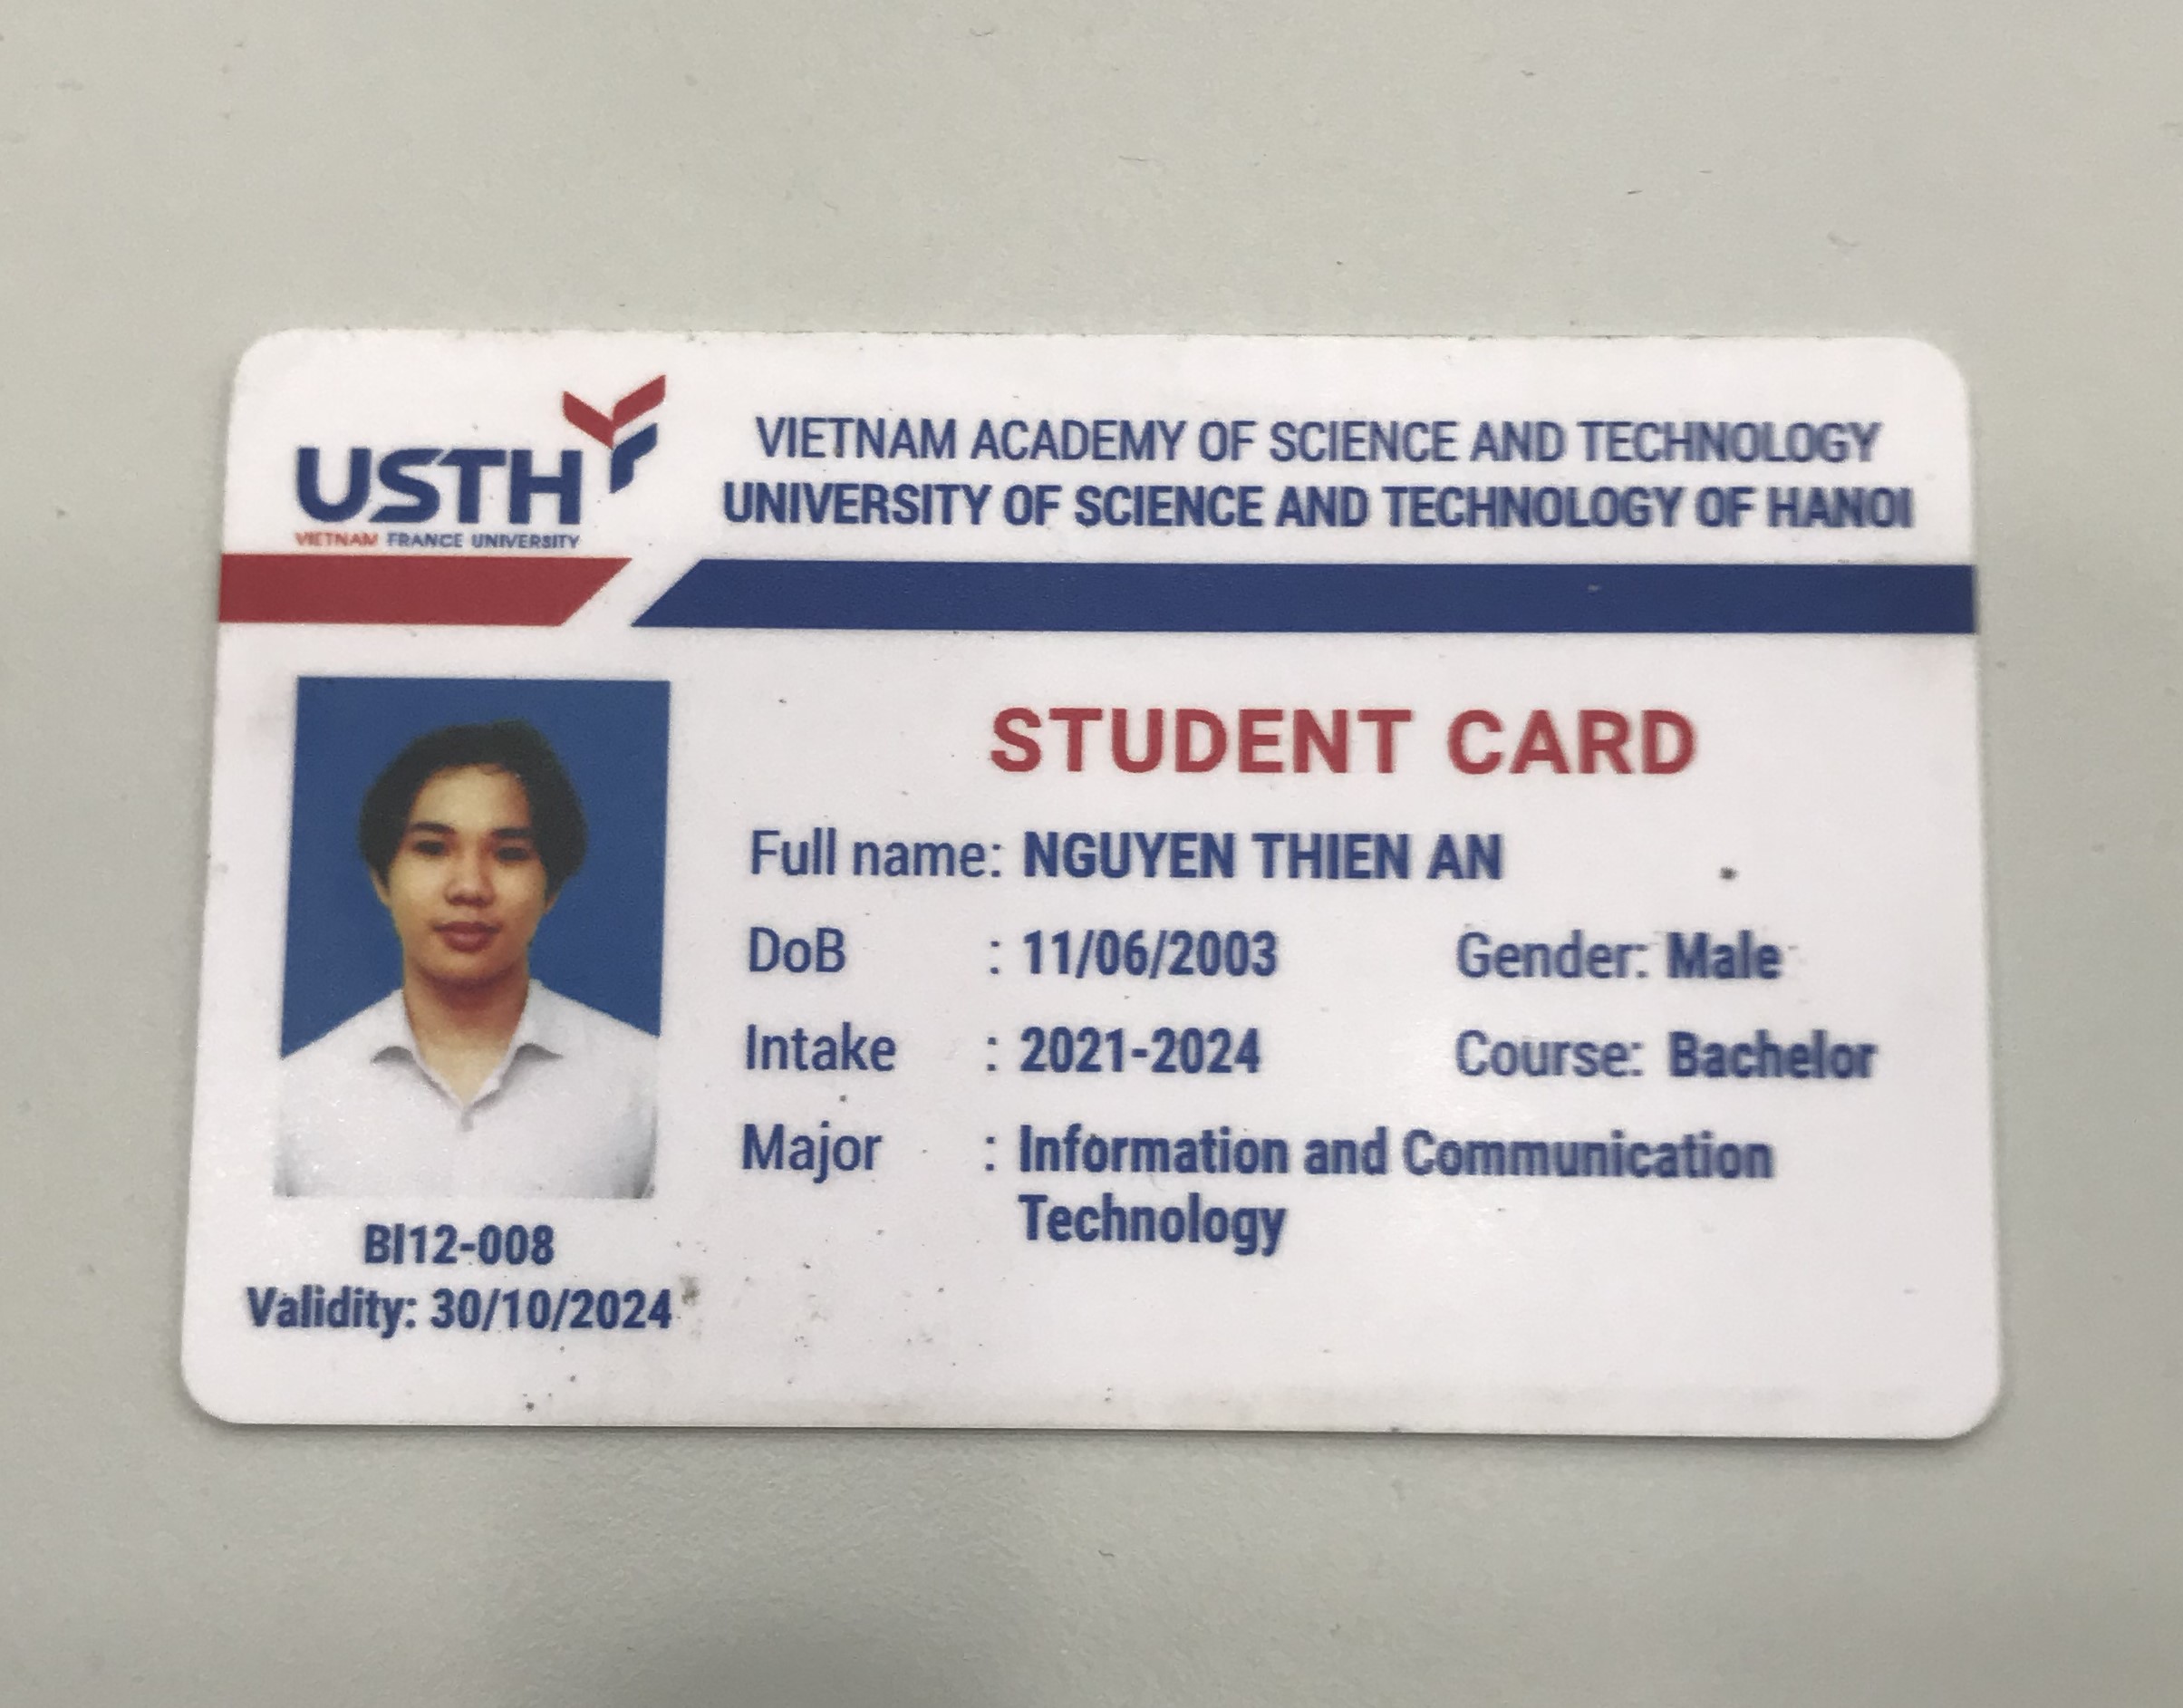 USTH
VIETNAM FRANCE UNIVERSITY
VIETNAM ACADEMY OF SCIENCE AND TECHNOLOGY
UNIVERSITY OF SCIENCE AND TECHNOLOGY OF HANOI
STUDENT CARD
Full name: NGUYEN THIEN AN
DoB : 11/06/2003 Gender: Male
Intake : 2021-2024 Course: Bachelor
Major : Information and Communication
Technology
BI12-008
Validity: 30/10/2024